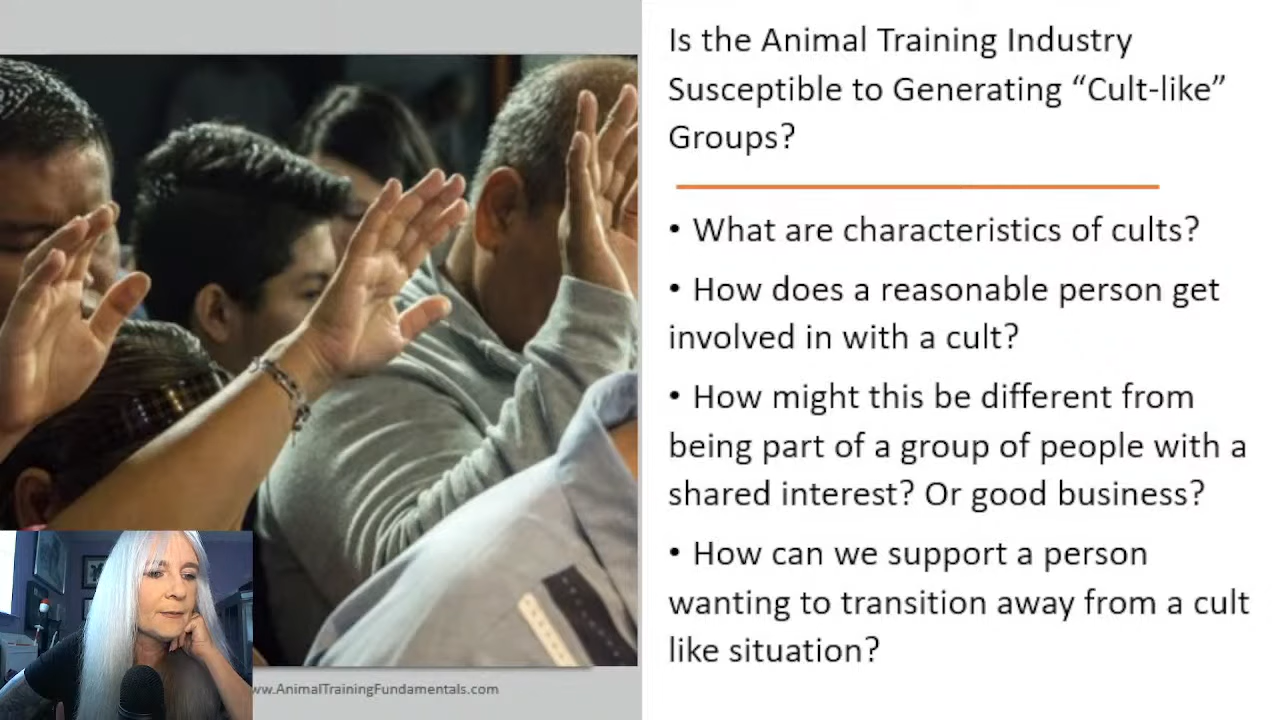 Is the Animal Training Industry
Susceptible to Generating “Cult-like”
Groups?
• What are characteristics of cults?
• How does a reasonable person get
involved in with a cult?
• How might this be different from
being part of a group of people with a
shared interest? Or good business?
• How can we support a person
wanting to transition away from a cult
like situation?
ww.AnimalTrainingFundamentals.com